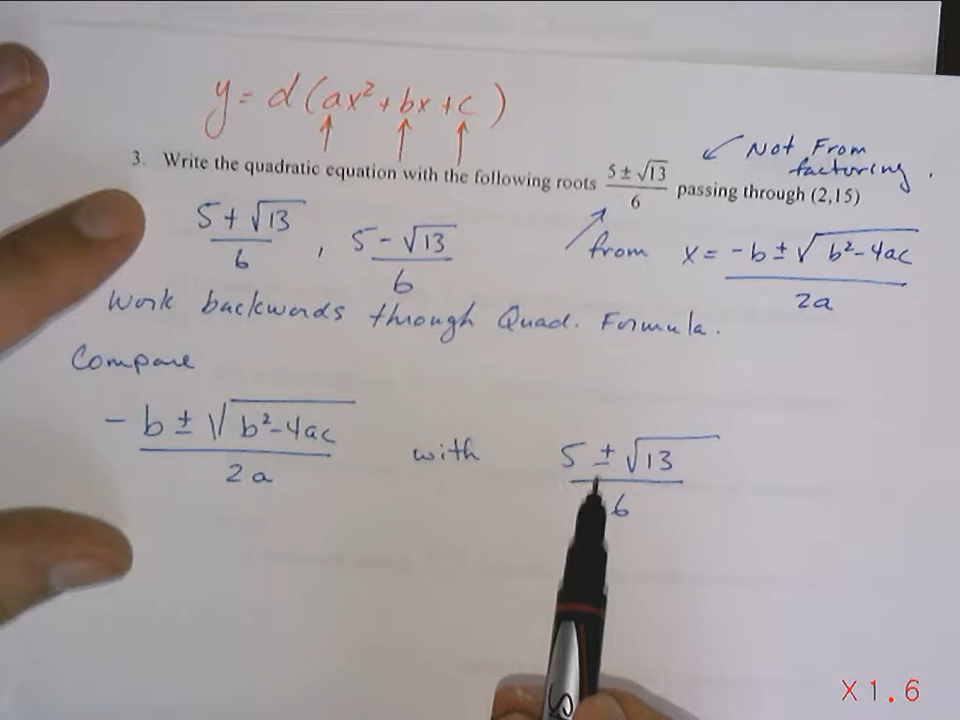 y = d (ax² + bx + c)
3. Write the quadratic equation with the following roots (5 ± √13)/6 passing through (2,15)
Not From
factoring.
(5 + √13)/6 , (5 - √13)/6
from x = (-b ± √(b² - 4ac))/2a
Work backwards through Quad. Formula.
Compare
(-b ± √(b² - 4ac))/2a with (5 ± √13)/6
X1.6